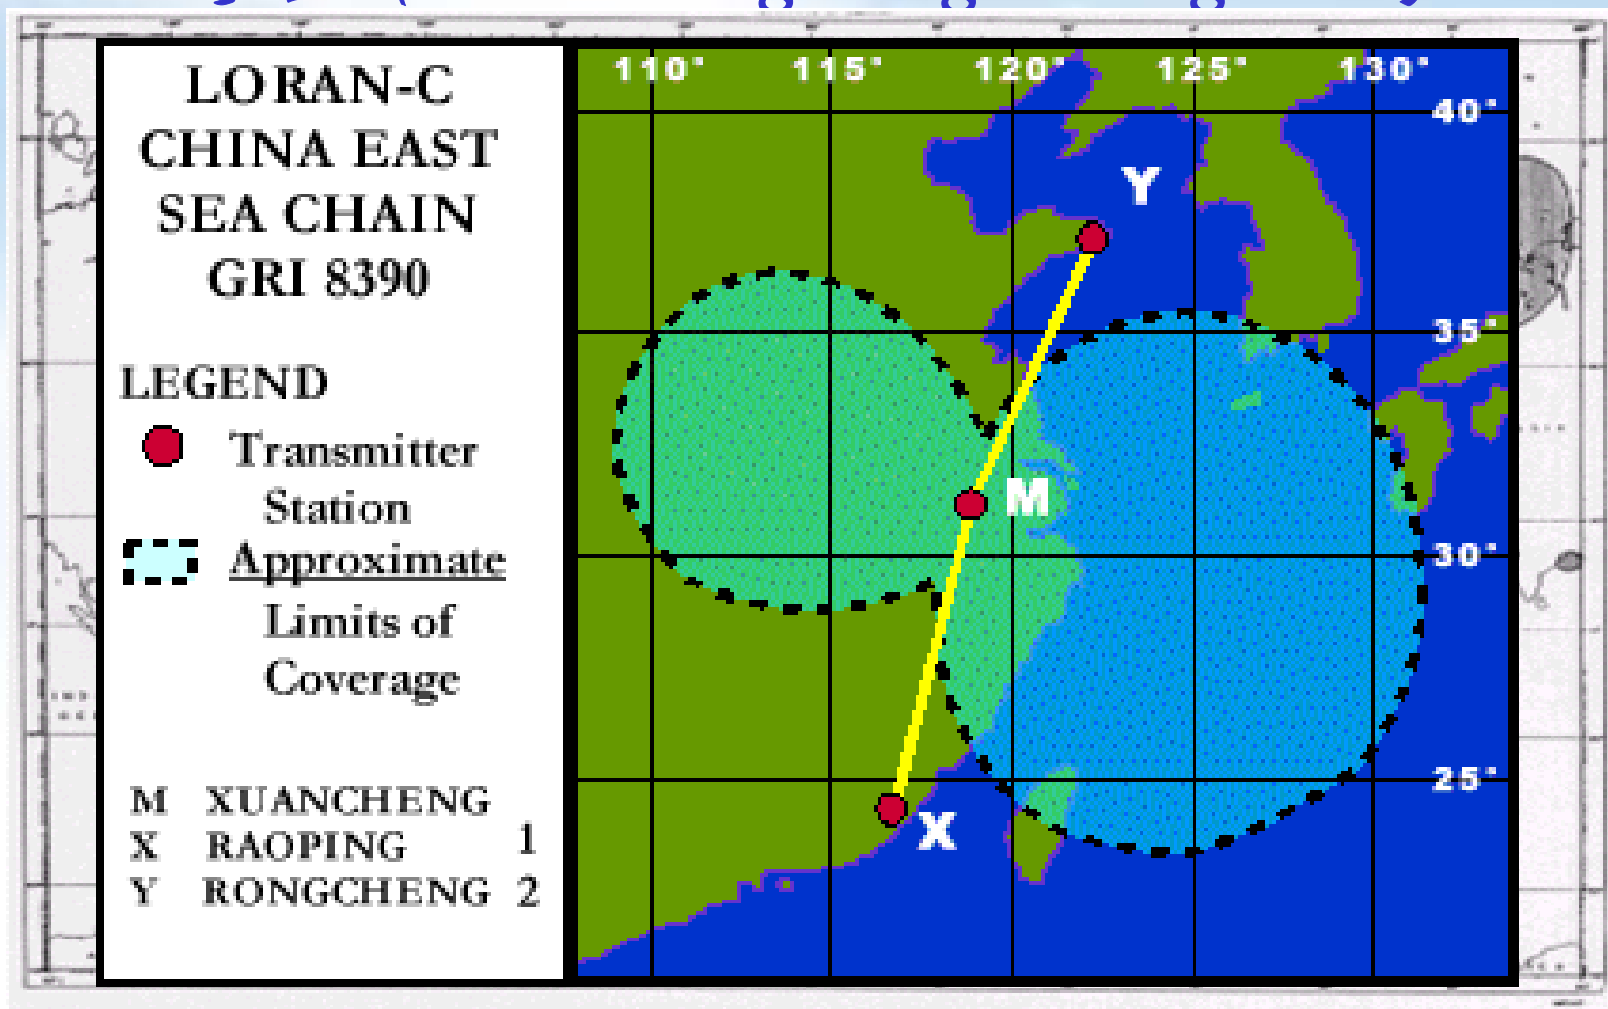 LORAN-C
CHINA EAST
SEA CHAIN
GRI 8390
LEGEND
Transmitter
Station
Approximate
Limits of
Coverage
M XUANCHENG
X RAOPING 1
Y RONGCHENG 2
110° 115° 120° 125° 130°
40°
Y
35°
M
30°
25°
X